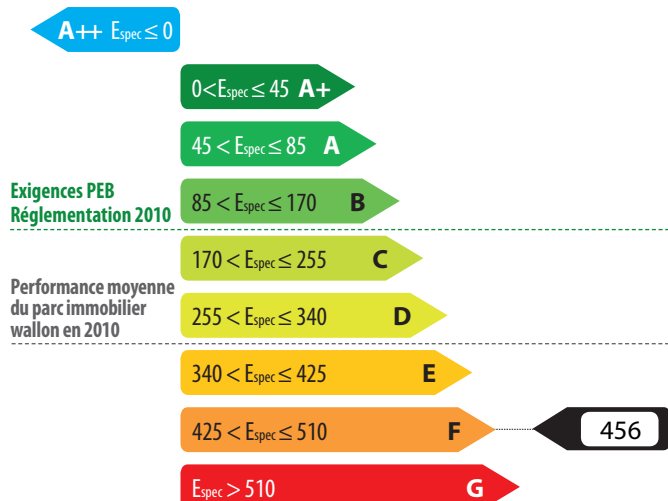 A++ Espec ≤ 0
0<Espec ≤ 45 A+
45 < Espec ≤ 85 A
Exigences PEB
Réglementation 2010
85 < Espec ≤ 170 B
170 < Espec ≤ 255 C
Performance moyenne
du parc immobilier
wallon en 2010
255 < Espec ≤ 340 D
340 < Espec ≤ 425 E
425 < Espec ≤ 510 F
456
Espec > 510 G